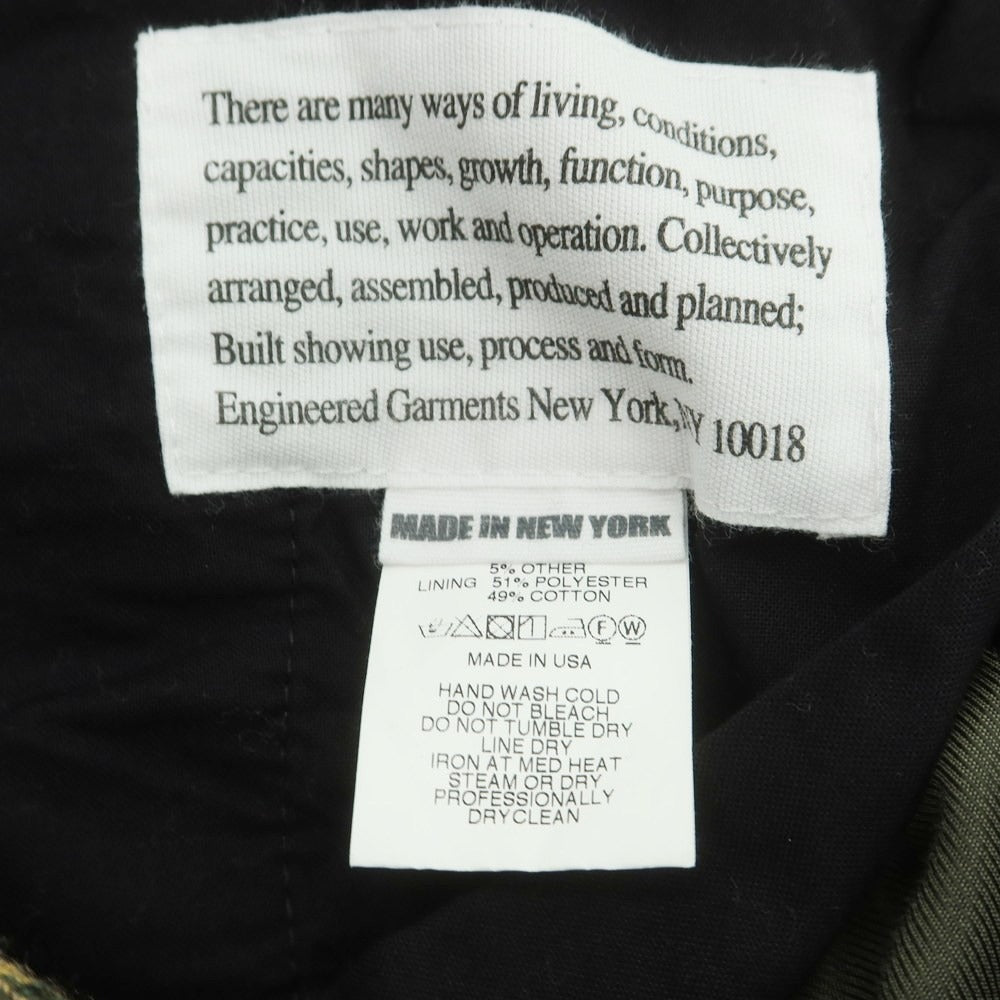 There are many ways of living, conditions,
capacities, shapes, growth, function, purpose,
practice, use, work and operation. Collectively
arranged, assembled, produced and planned;
Built showing use, process and form.
Engineered Garments New York, NY 10018
MADE IN NEW YORK
5% OTHER
LINING 51% POLYESTER
49% COTTON
F W
MADE IN USA
HAND WASH COLD
DO NOT BLEACH
DO NOT TUMBLE DRY
LINE DRY
IRON AT MED HEAT
STEAM OR DRY
PROFESSIONALLY
DRYCLEAN